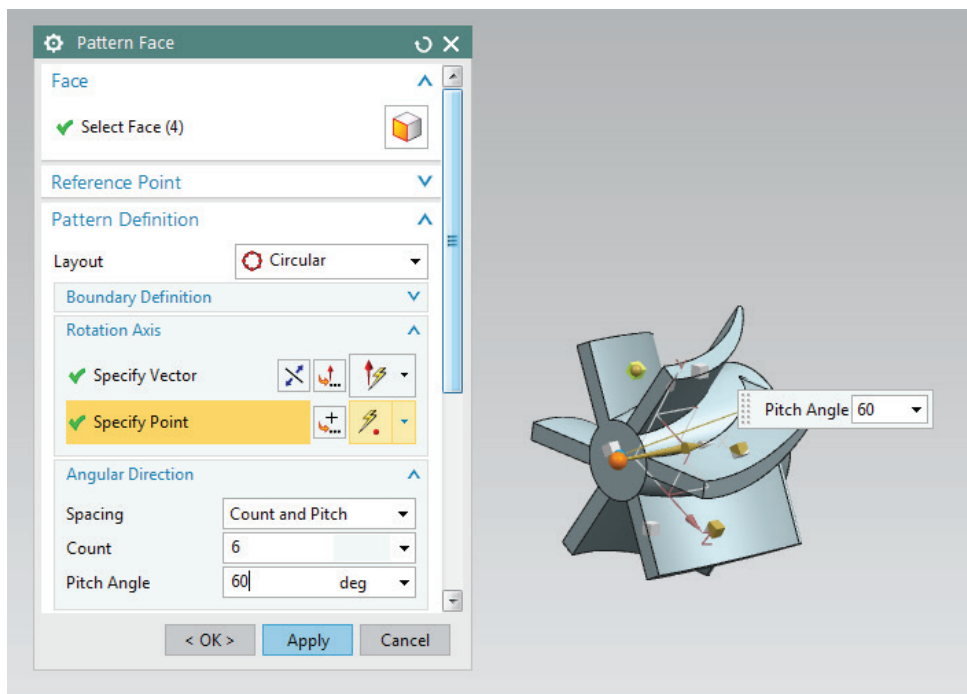 Pattern Face
Face
Select Face (4)
Reference Point
Pattern Definition
Layout Circular
Boundary Definition
Rotation Axis
Specify Vector
Specify Point
Angular Direction
Spacing Count and Pitch
Count 6
Pitch Angle 60 deg
< OK > Apply Cancel
Pitch Angle 60
Y
Z